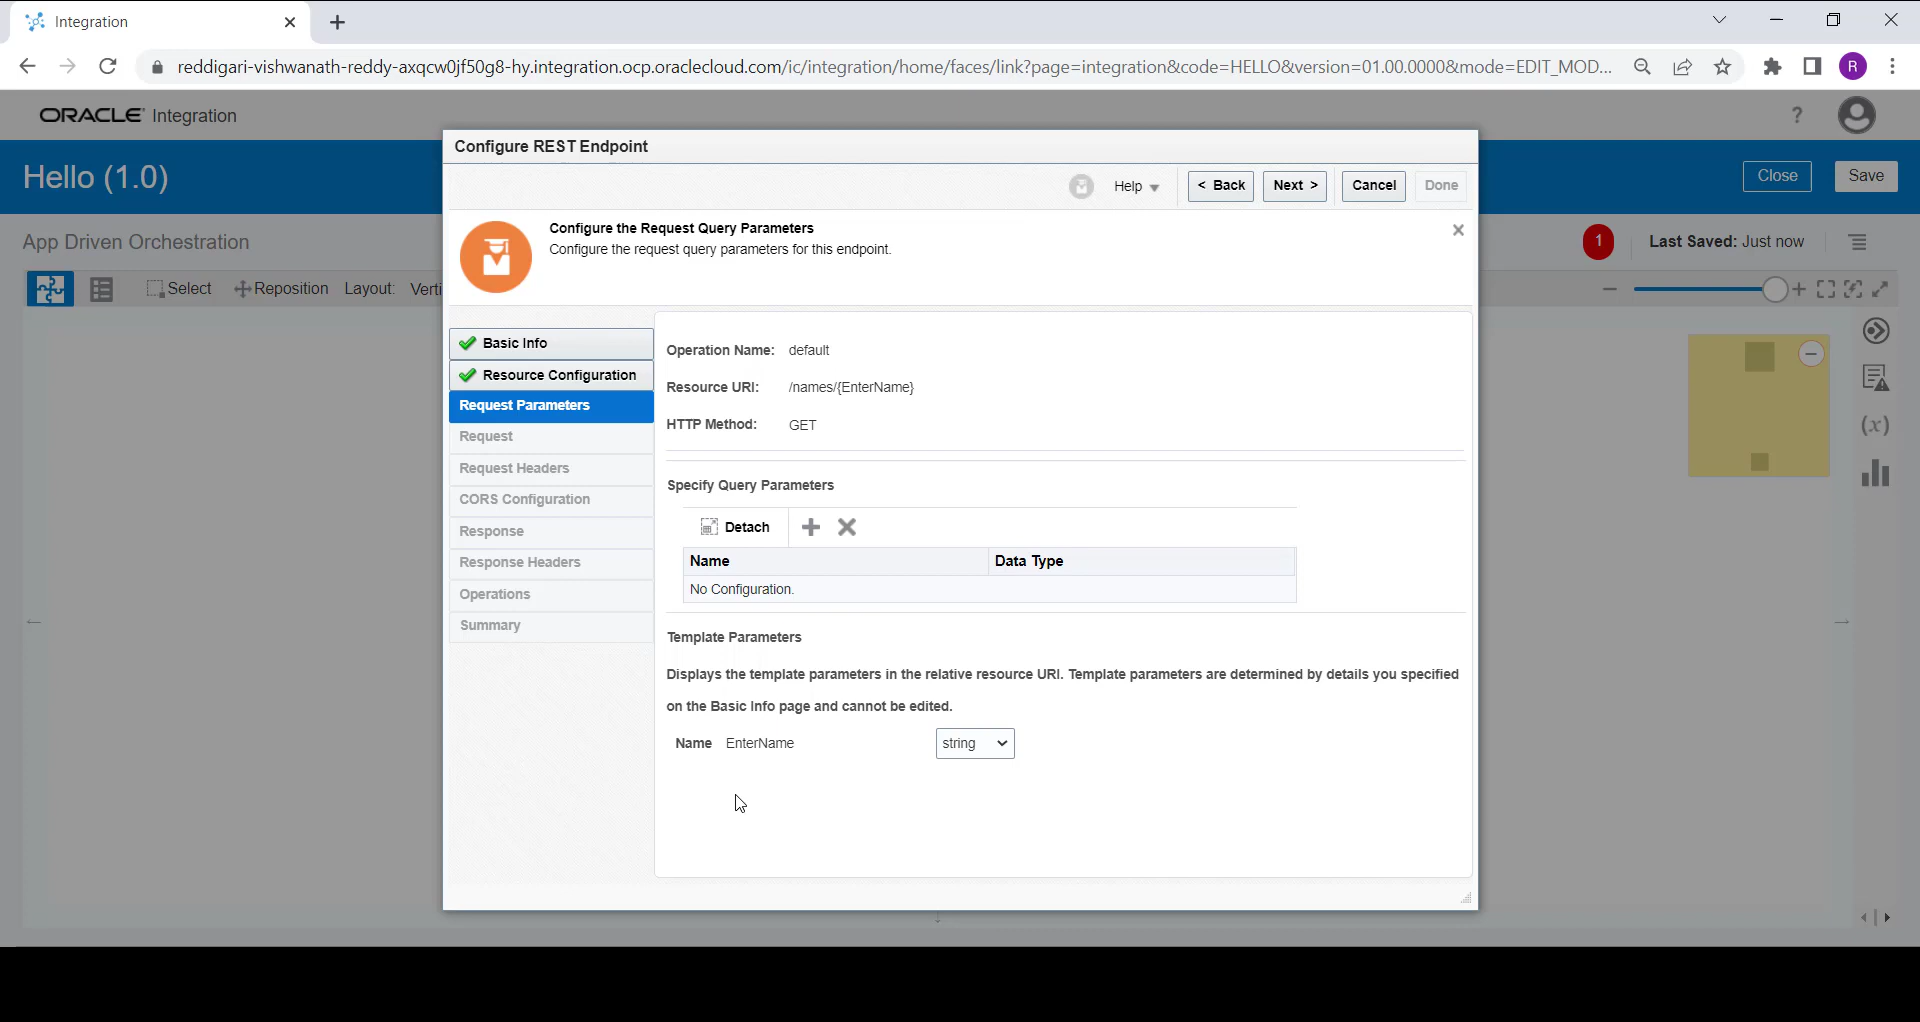 Integration
reddigari-vishwanath-reddy-axqcw0jf50g8-hy.integration.ocp.oraclecloud.com/ic/integration/home/faces/link?page=integration&code=HELLO&version=01.00.0000&mode=EDIT_MOD...
R
ORACLE Integration
?
Configure REST Endpoint
Hello (1.0)
Help
< Back
Next >
Cancel
Done
Close
Save
Configure the Request Query Parameters
Configure the request query parameters for this endpoint.
App Driven Orchestration
1
Last Saved: Just now
Select
Reposition
Layout:
Verti
Basic Info
Resource Configuration
Request Parameters
Request
Request Headers
CORS Configuration
Response
Response Headers
Operations
Summary
Operation Name: default
Resource URI: /names/{EnterName}
HTTP Method: GET
Specify Query Parameters
Detach
Name
Data Type
No Configuration.
Template Parameters
Displays the template parameters in the relative resource URI. Template parameters are determined by details you specified
on the Basic Info page and cannot be edited.
Name EnterName
string
(x)